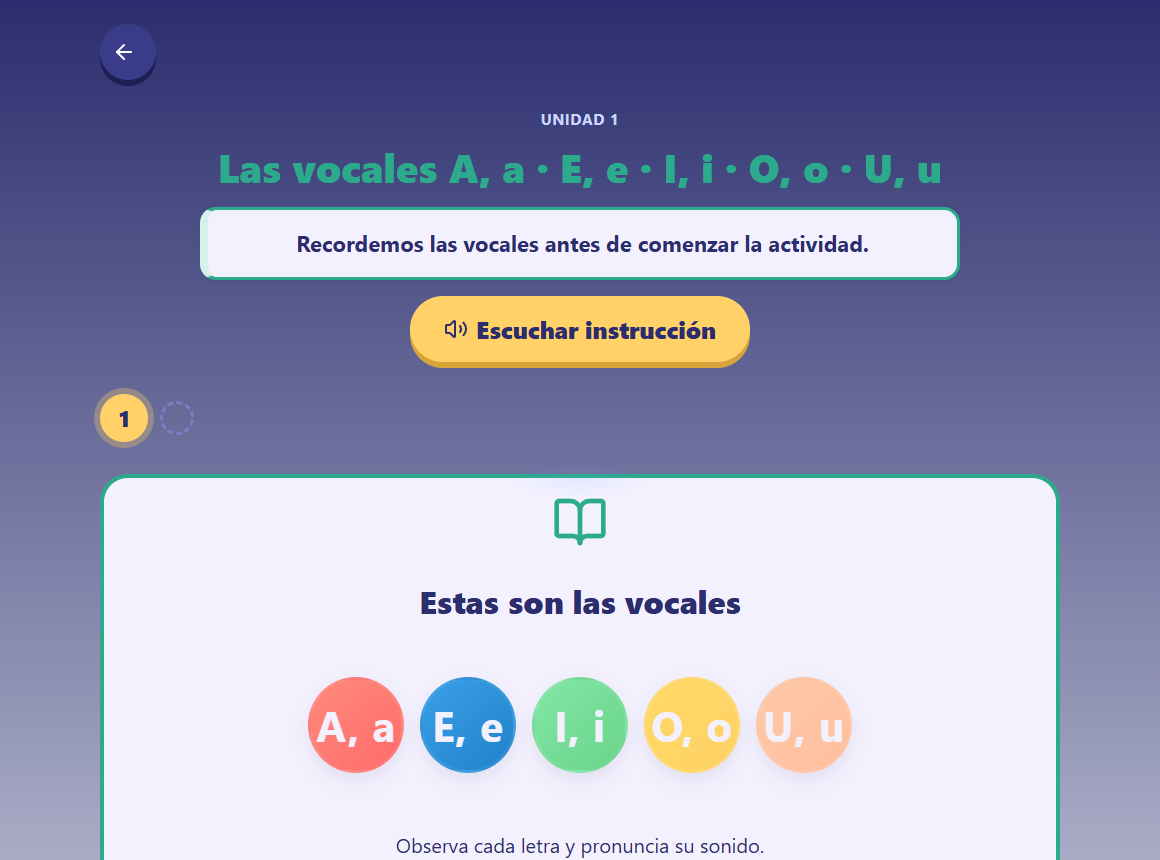 UNIDAD 1
Las vocales A, a · E, e · I, i · O, o · U, u
Recordemos las vocales antes de comenzar la actividad.
Escuchar instrucción
1
Estas son las vocales
A, a E, e I, i O, o U, u
Observa cada letra y pronuncia su sonido.